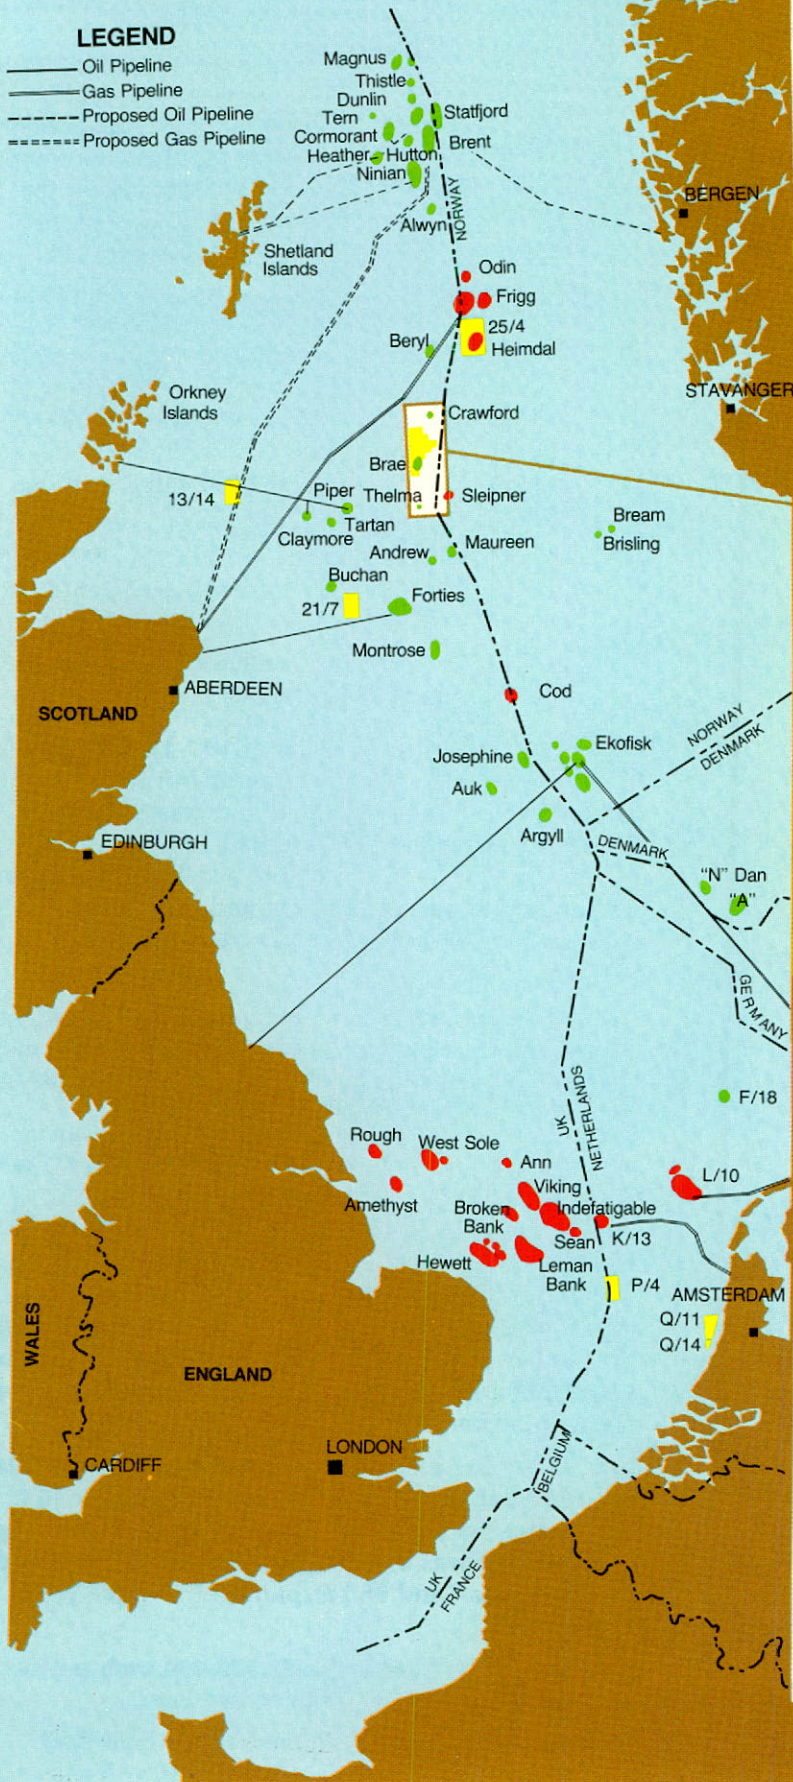 LEGEND
Oil Pipeline
Gas Pipeline
Proposed Oil Pipeline
Proposed Gas Pipeline
Magnus
Thistle
Dunlin
Tern
Statfjord
Cormorant
Brent
Heather
Hutton
Ninian
BERGEN
Alwyn
NORWAY
Shetland
Islands
Odin
Frigg
25/4
Beryl
Heimdal
Orkney
Islands
STAVANGER
Crawford
Brae
13/14
Piper
Thelma
Sleipner
Claymore
Tartan
Bream
Brisling
Andrew
Maureen
Buchan
21/7
Forties
Montrose
ABERDEEN
Cod
SCOTLAND
NORWAY
DENMARK
Josephine
Ekofisk
Auk
Argyll
EDINBURGH
DENMARK
"N" Dan
"A"
GERMANY
UK
NETHERLANDS
F/18
Rough
West Sole
Ann
L/10
Amethyst
Viking
Broken
Bank
Indefatigable
Sean
K/13
Hewett
Leman
Bank
P/4
AMSTERDAM
Q/11
Q/14
WALES
ENGLAND
LONDON
CARDIFF
BELGIUM
UK
FRANCE